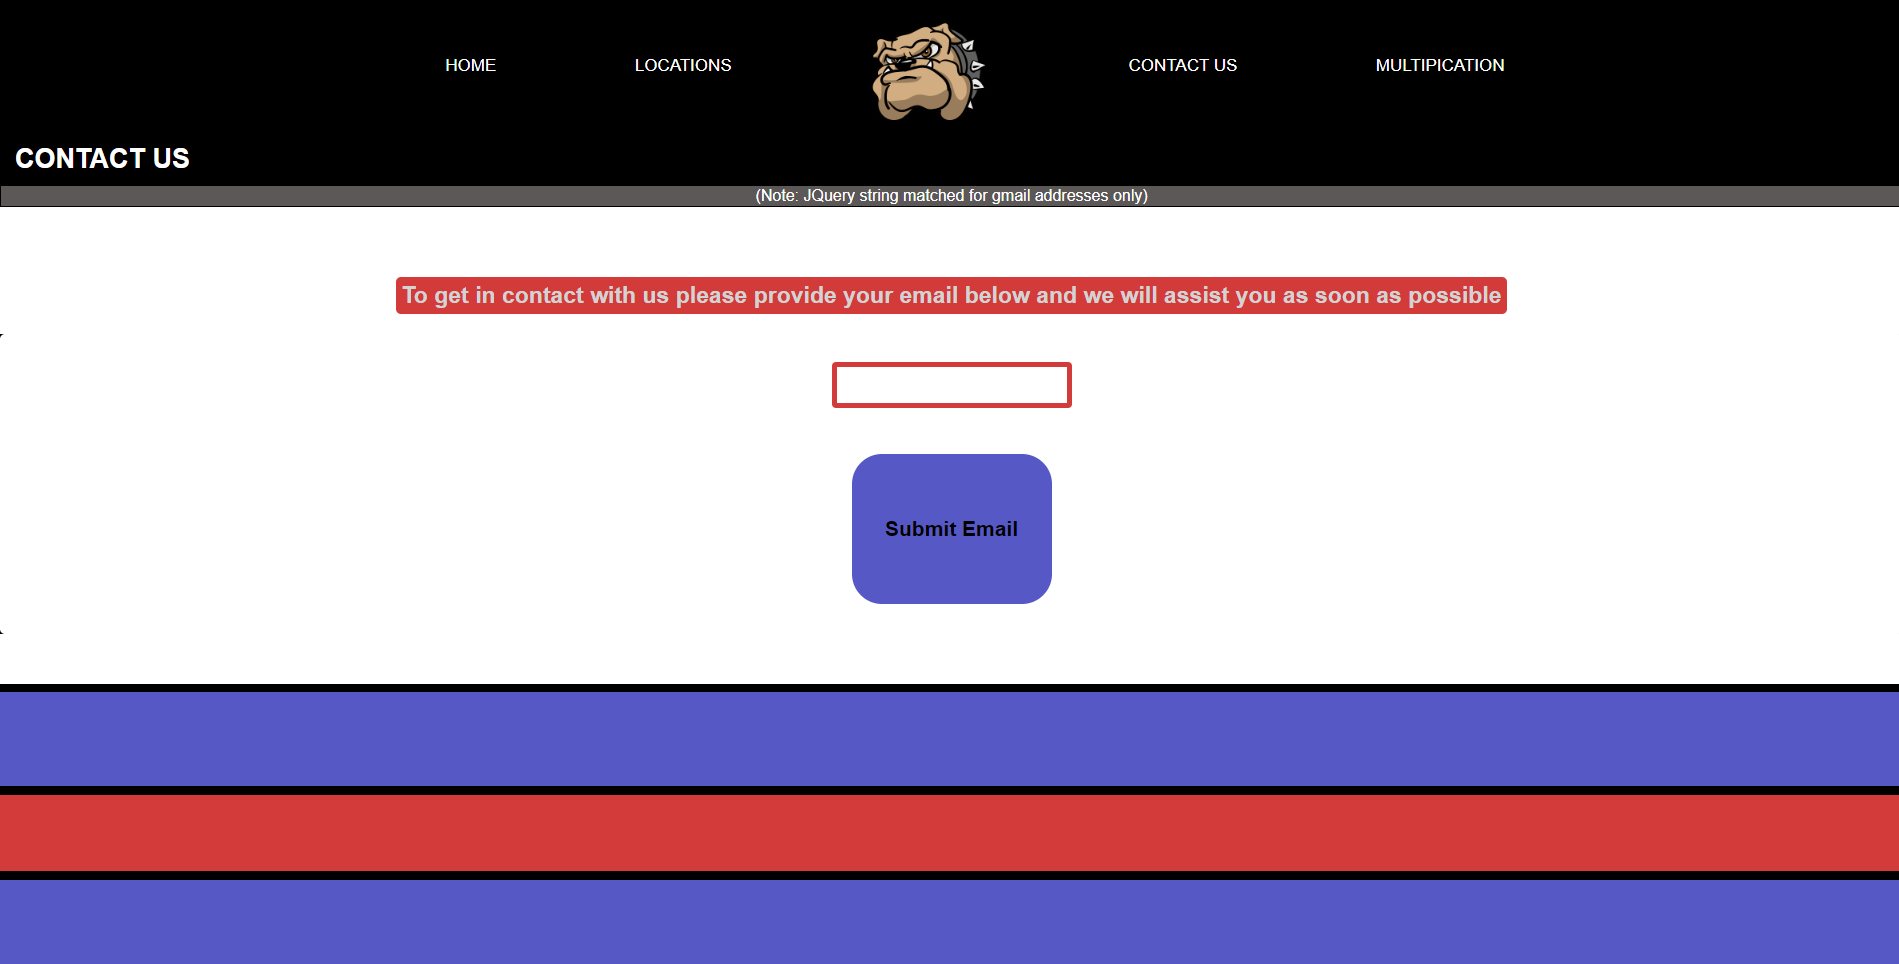 HOME
LOCATIONS
CONTACT US
MULTIPICATION
CONTACT US
(Note: JQuery string matched for gmail addresses only)
To get in contact with us please provide your email below and we will assist you as soon as possible
Submit Email